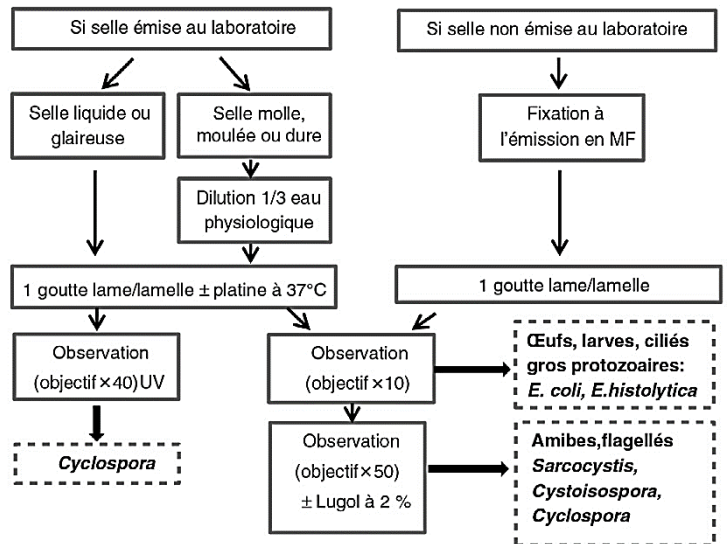 Si selle émise au laboratoire
Si selle non émise au laboratoire
Selle liquide ou
glaireuse
Selle molle,
moulée ou dure
Fixation à
l'émission en MF
Dilution 1/3 eau
physiologique
1 goutte lame/lamelle ± platine à 37°C
1 goutte lame/lamelle
Observation
(objectif×40)UV
Observation
(objectif×10)
Œufs, larves, ciliés
gros protozoaires:
E. coli, E.histolytica
Cyclospora
Observation
(objectif×50)
± Lugol à 2 %
Amibes,flagellés
Sarcocystis,
Cystoisospora,
Cyclospora